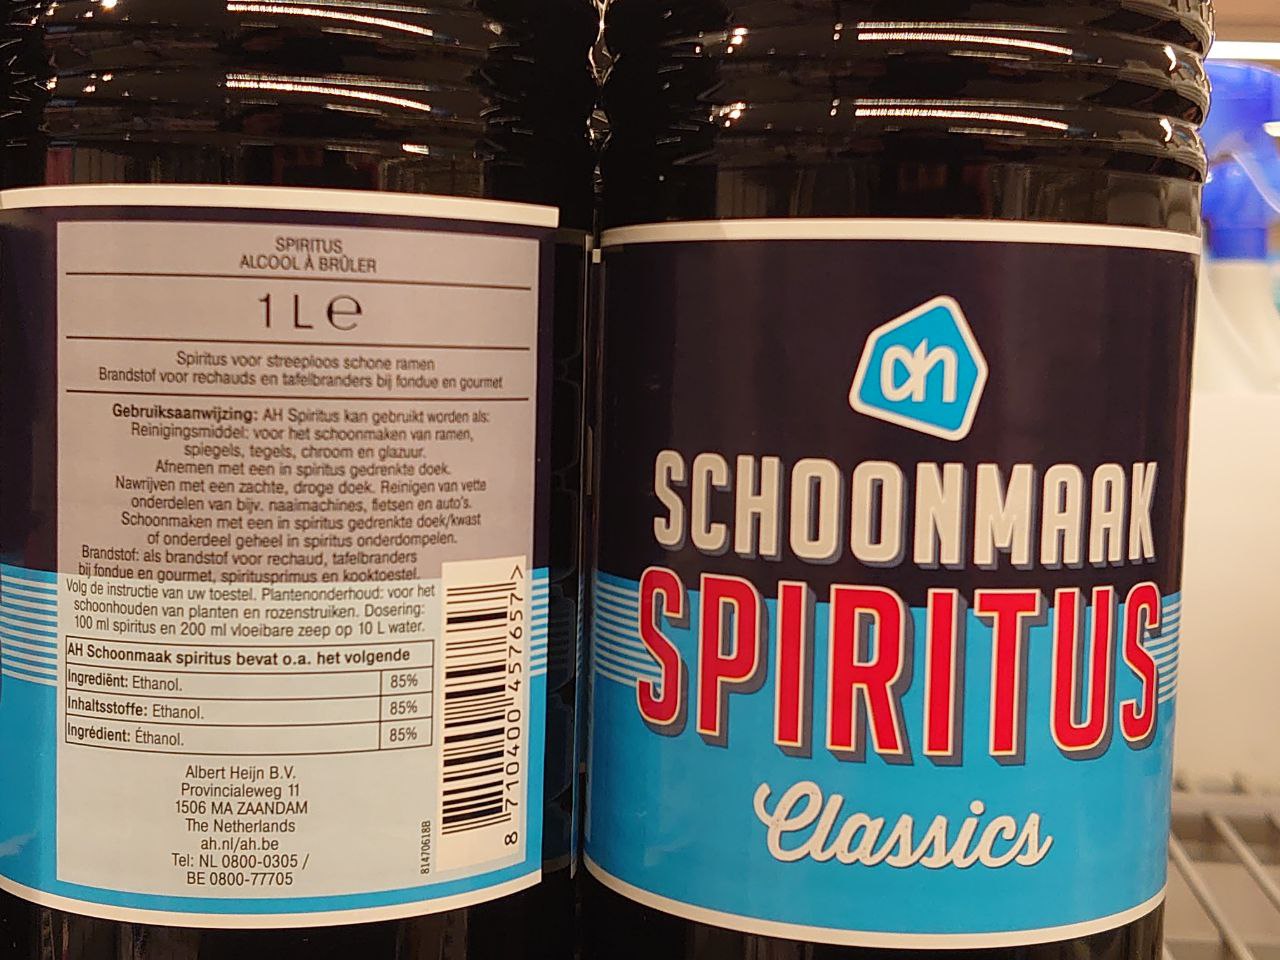 SPIRITUS
ALCOOL À BRÛLER
1 L e
Spiritus voor streeploos schone ramen
Brandstof voor rechauds en tafelbranders bij fondue en gourmet
Gebruiksaanwijzing: AH Spiritus kan gebruikt worden als:
Reinigingsmiddel: voor het schoonmaken van ramen,
spiegels, tegels, chroom en glazuur.
Afnemen met een in spiritus gedrenkte doek.
Nawrijven met een zachte, droge doek. Reinigen van vette
onderdelen van bijv. naaimachines, fietsen en auto's.
Schoonmaken met een in spiritus gedrenkte doek/kwast
of onderdeel geheel in spiritus onderdompelen.
Brandstof: als brandstof voor rechaud, tafelbranders
bij fondue en gourmet, spiritusprimus en kooktoestel.
Volg de instructie van uw toestel. Plantenonderhoud: voor het
schoonhouden van planten en rozenstruiken. Dosering:
100 ml spiritus en 200 ml vloeibare zeep op 10 L water.
AH Schoonmaak spiritus bevat o.a. het volgende
Ingrediënt: Ethanol. 85%
Inhaltsstoffe: Ethanol. 85%
Ingrédient: Éthanol. 85%
Albert Heijn B.V.
Provincialeweg 11
1506 MA ZAANDAM
The Netherlands
ah.nl/ah.be
Tel: NL 0800-0305 /
BE 0800-77705
81470618B
8 710400 457657 >
ah
SCHOONMAAK
SPIRITUS
Classics